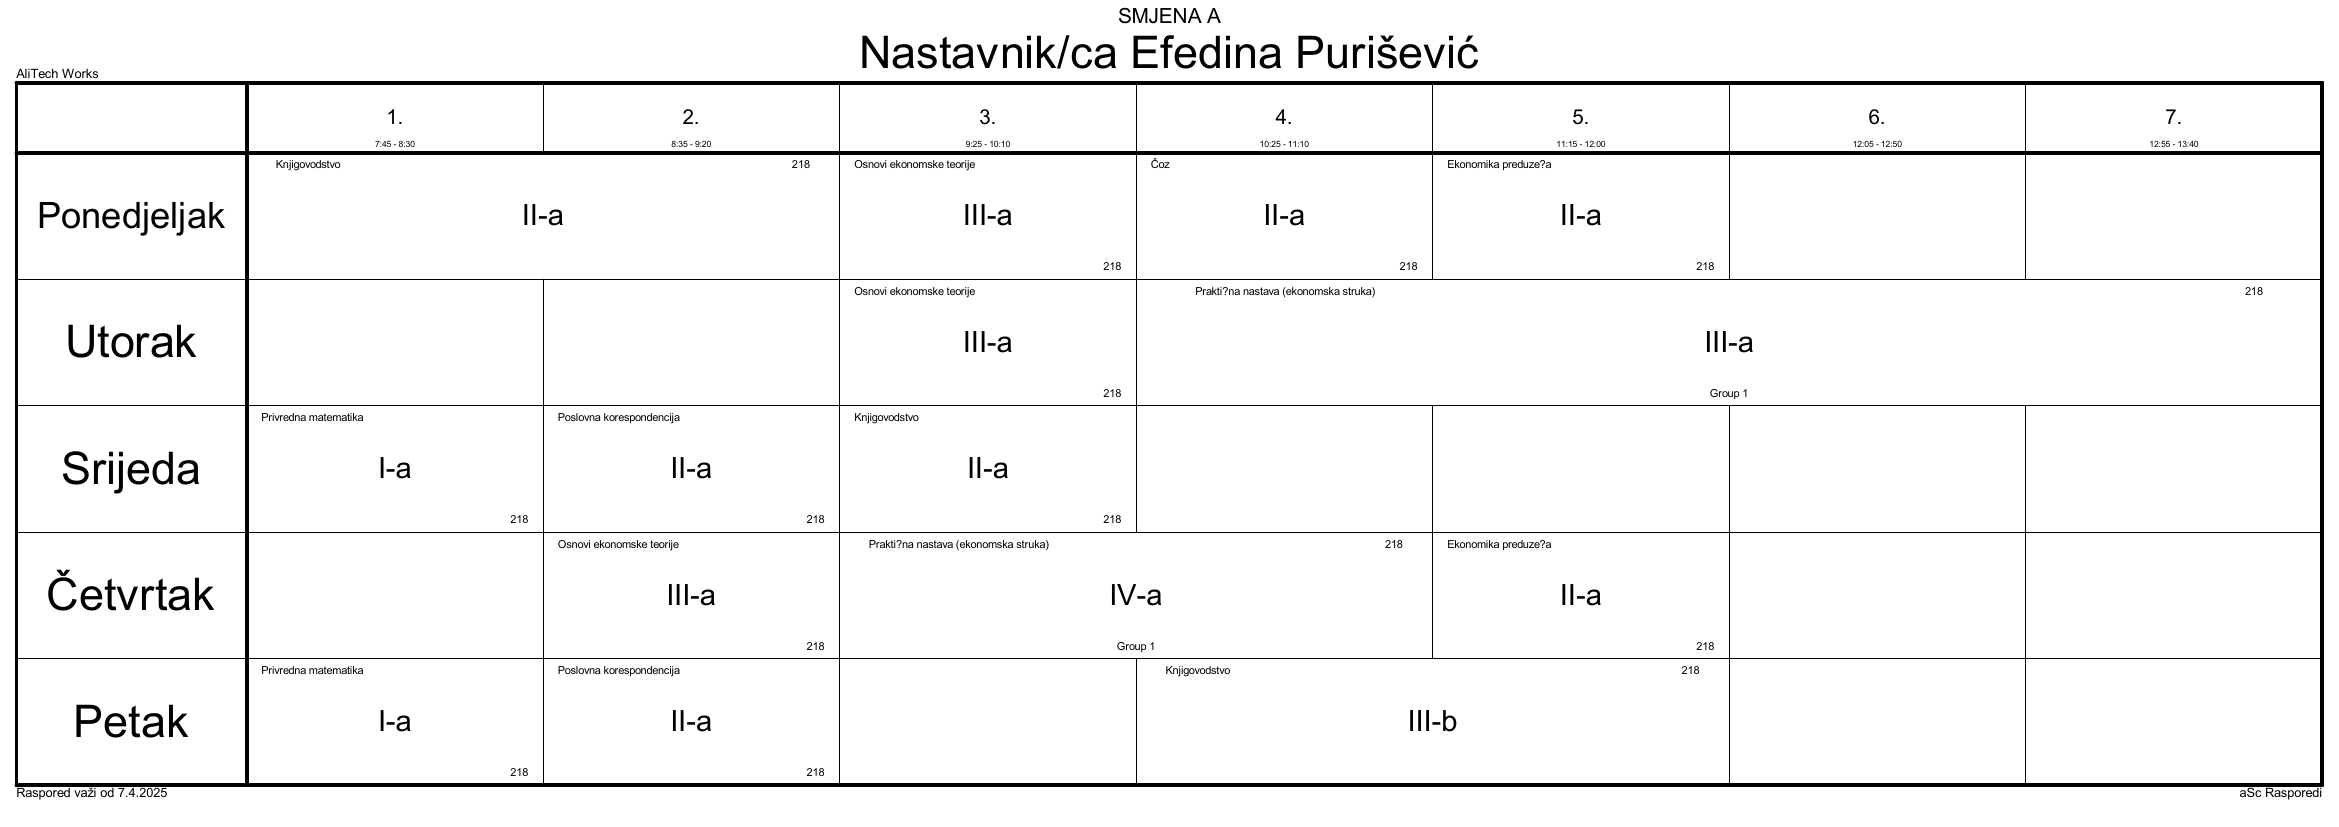 SMJENA A
Nastavnik/ca Efedina Purišević
AliTech Works
1. 2. 3. 4. 5. 6. 7.
7:45 - 8:30 8:35 - 9:20 9:25 - 10:10 10:25 - 11:10 11:15 - 12:00 12:05 - 12:50 12:55 - 13:40
Knjigovodstvo 218 Osnovi ekonomske teorije Čoz Ekonomika preduze?a
Ponedjeljak II-a III-a II-a II-a
218 218 218
Osnovi ekonomske teorije Prakti?na nastava (ekonomska struka) 218
Utorak III-a III-a
218 Group 1
Privredna matematika Poslovna korespondencija Knjigovodstvo
Srijeda I-a II-a II-a
218 218 218
Osnovi ekonomske teorije Prakti?na nastava (ekonomska struka) 218 Ekonomika preduze?a
Četvrtak III-a IV-a II-a
218 Group 1 218
Privredna matematika Poslovna korespondencija Knjigovodstvo 218
Petak I-a II-a III-b
218 218
Raspored važi od 7.4.2025 aSc Rasporedi